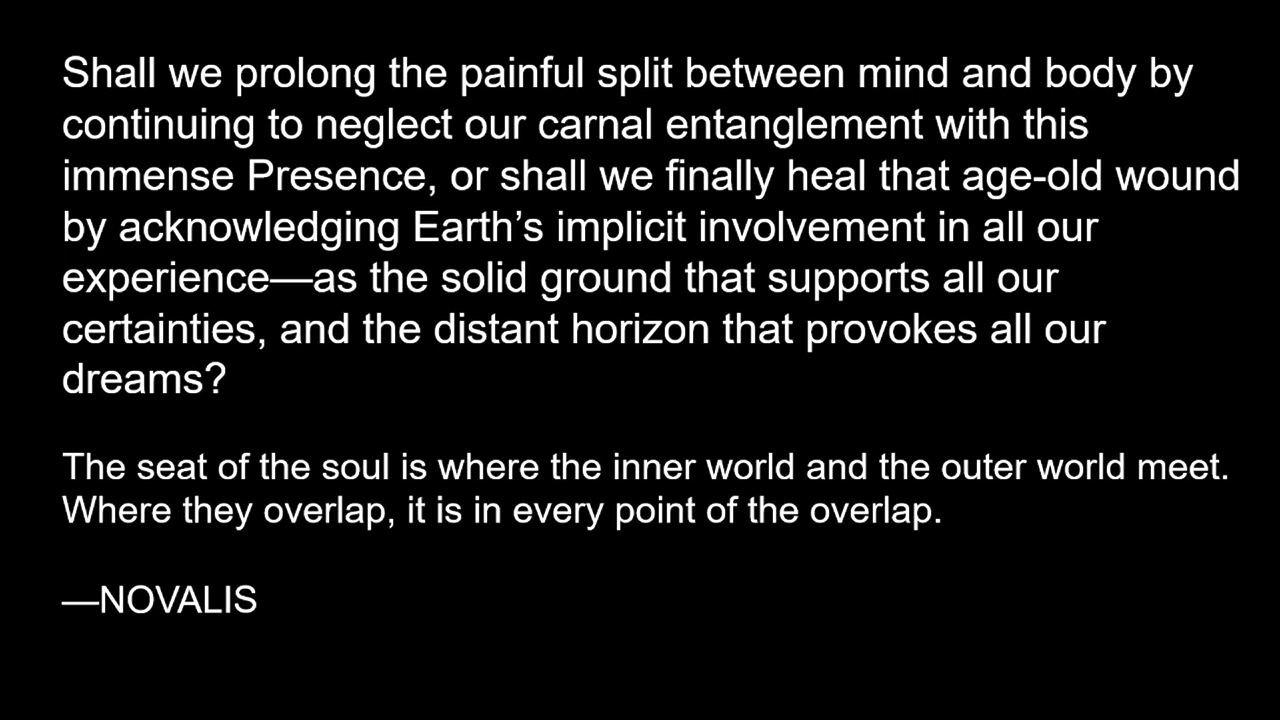 Shall we prolong the painful split between mind and body by
continuing to neglect our carnal entanglement with this
immense Presence, or shall we finally heal that age-old wound
by acknowledging Earth’s implicit involvement in all our
experience—as the solid ground that supports all our
certainties, and the distant horizon that provokes all our
dreams?
The seat of the soul is where the inner world and the outer world meet.
Where they overlap, it is in every point of the overlap.
—NOVALIS